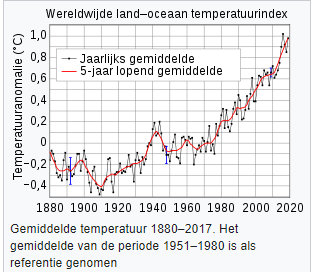 Wereldwijde land–oceaan temperatuurindex
Temperatuuranomalie (°C)
1,0
0,8
0,6
0,4
0,2
0
−0,2
−0,4
Jaarlijks gemiddelde
5-jaar lopend gemiddelde
1880 1900 1920 1940 1960 1980 2000 2020
Gemiddelde temperatuur 1880–2017. Het
gemiddelde van de periode 1951–1980 is als
referentie genomen